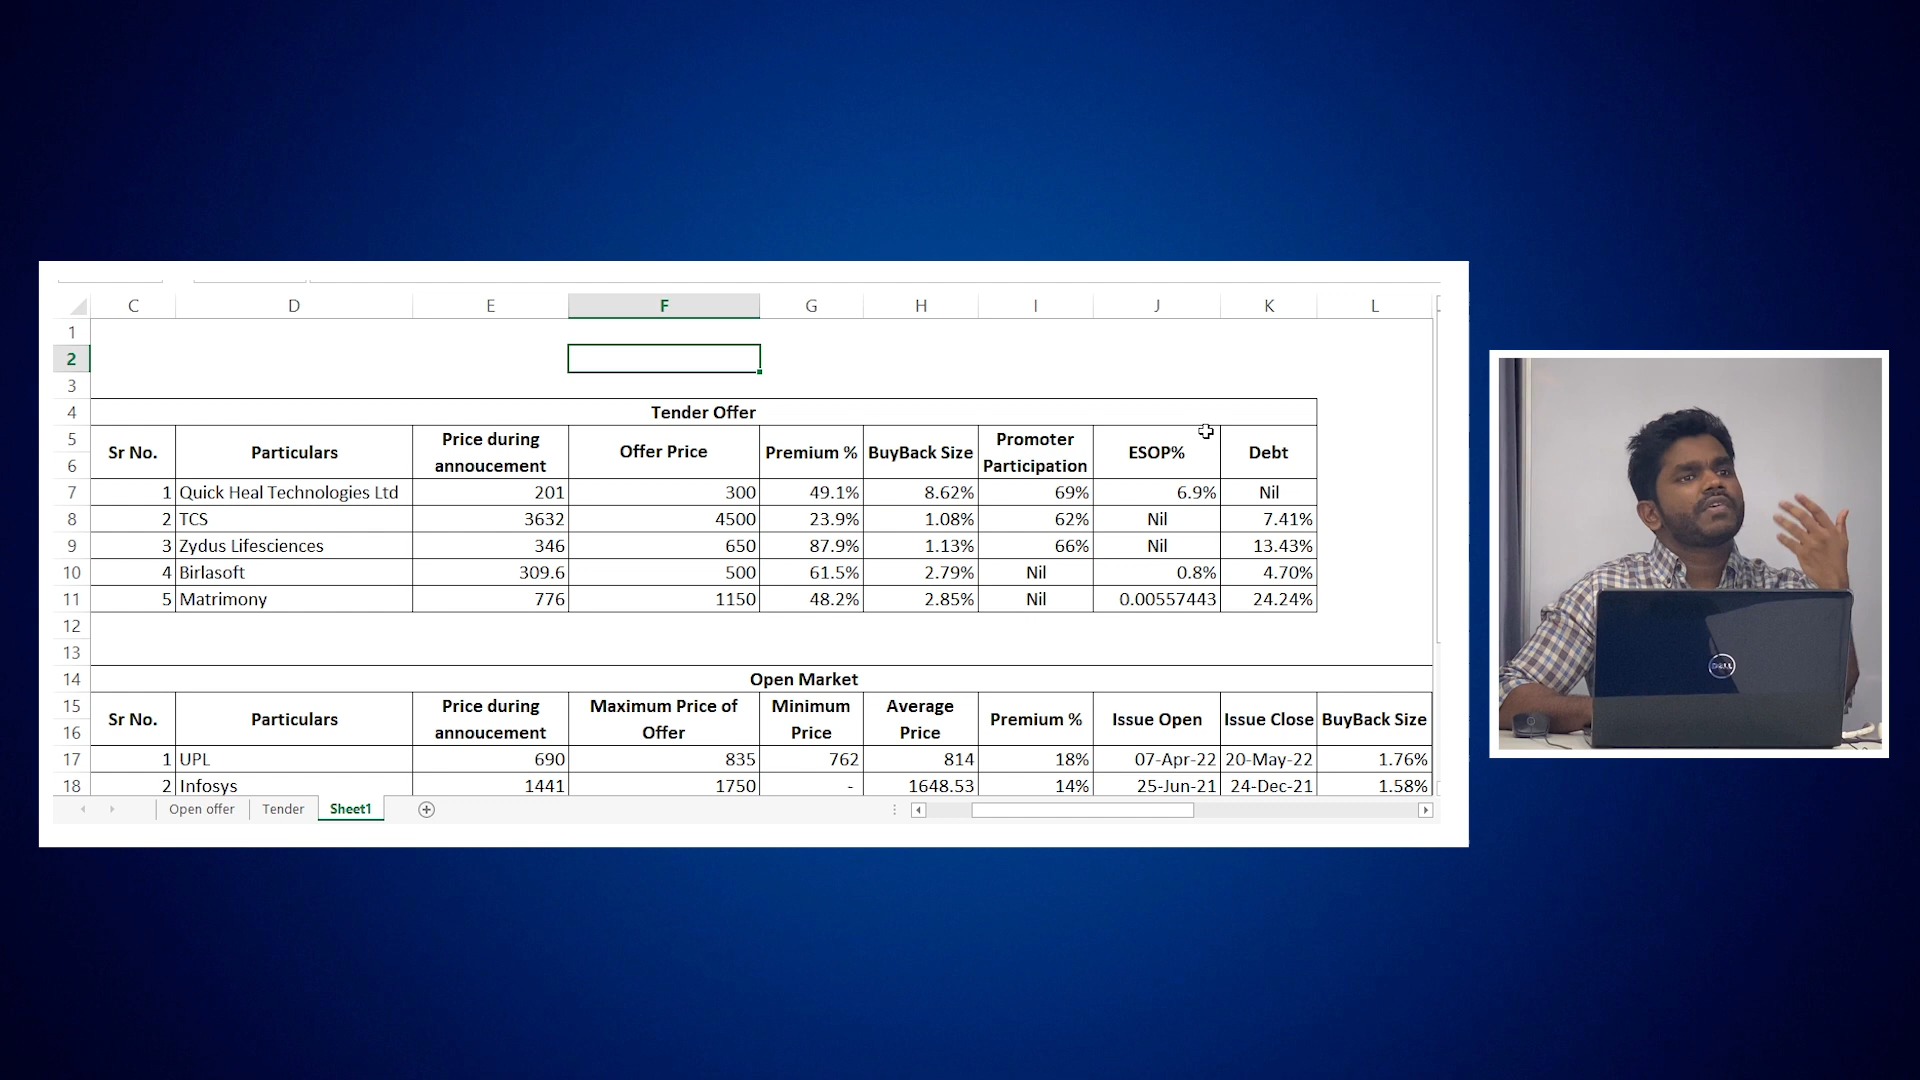 C D E F G H I J K L
1
2
3
4 Tender Offer
5 Sr No. Particulars Price during annoucement Offer Price Premium % BuyBack Size Promoter Participation ESOP% Debt
6
7 1 Quick Heal Technologies Ltd 201 300 49.1% 8.62% 69% 6.9% Nil
8 2 TCS 3632 4500 23.9% 1.08% 62% Nil 7.41%
9 3 Zydus Lifesciences 346 650 87.9% 1.13% 66% Nil 13.43%
10 4 Birlasoft 309.6 500 61.5% 2.79% Nil 0.8% 4.70%
11 5 Matrimony 776 1150 48.2% 2.85% Nil 0.00557443 24.24%
12
13
14 Open Market
15 Sr No. Particulars Price during annoucement Maximum Price of Offer Minimum Price Average Price Premium % Issue Open Issue Close BuyBack Size
16
17 1 UPL 690 835 762 814 18% 07-Apr-22 20-May-22 1.76%
18 2 Infosys 1441 1750 - 1648.53 14% 25-Jun-21 24-Dec-21 1.58%
Open offer Tender Sheet1
DELL